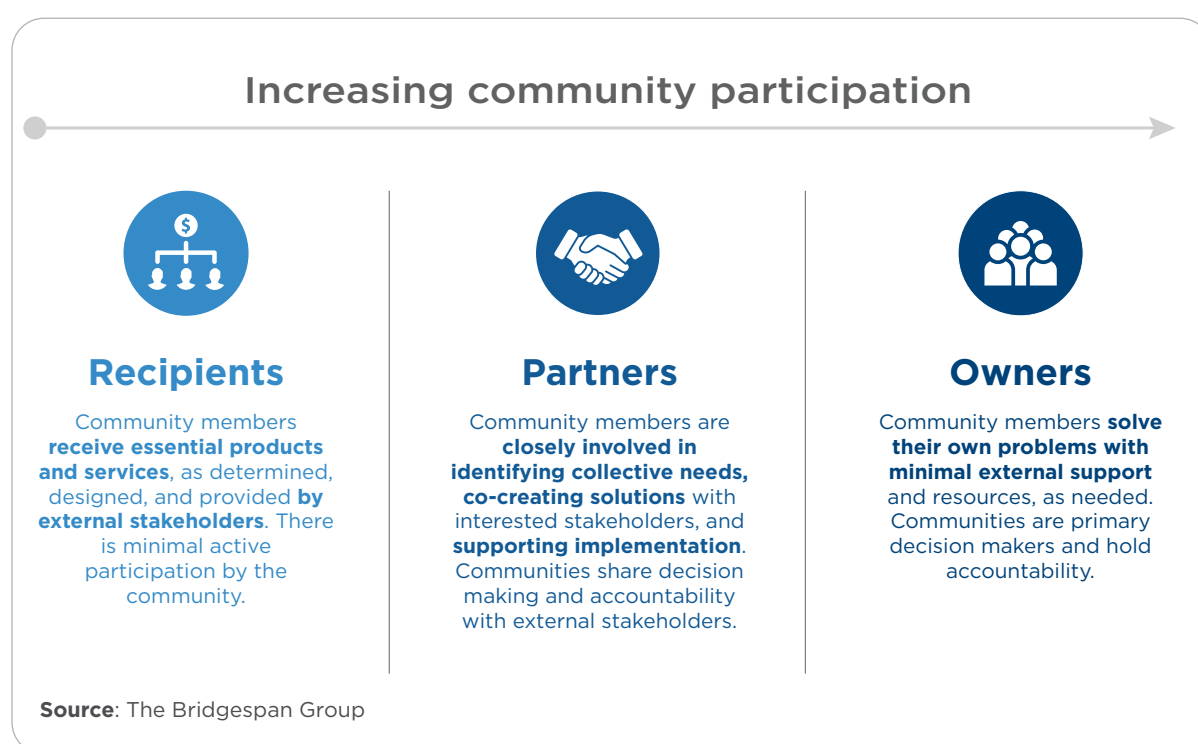 Increasing community participation
$
Recipients
Community members
receive essential products
and services, as determined,
designed, and provided by
external stakeholders. There
is minimal active
participation by the
community.
Partners
Community members are
closely involved in
identifying collective needs,
co-creating solutions with
interested stakeholders, and
supporting implementation.
Communities share decision
making and accountability
with external stakeholders.
Owners
Community members solve
their own problems with
minimal external support
and resources, as needed.
Communities are primary
decision makers and hold
accountability.
Source: The Bridgespan Group